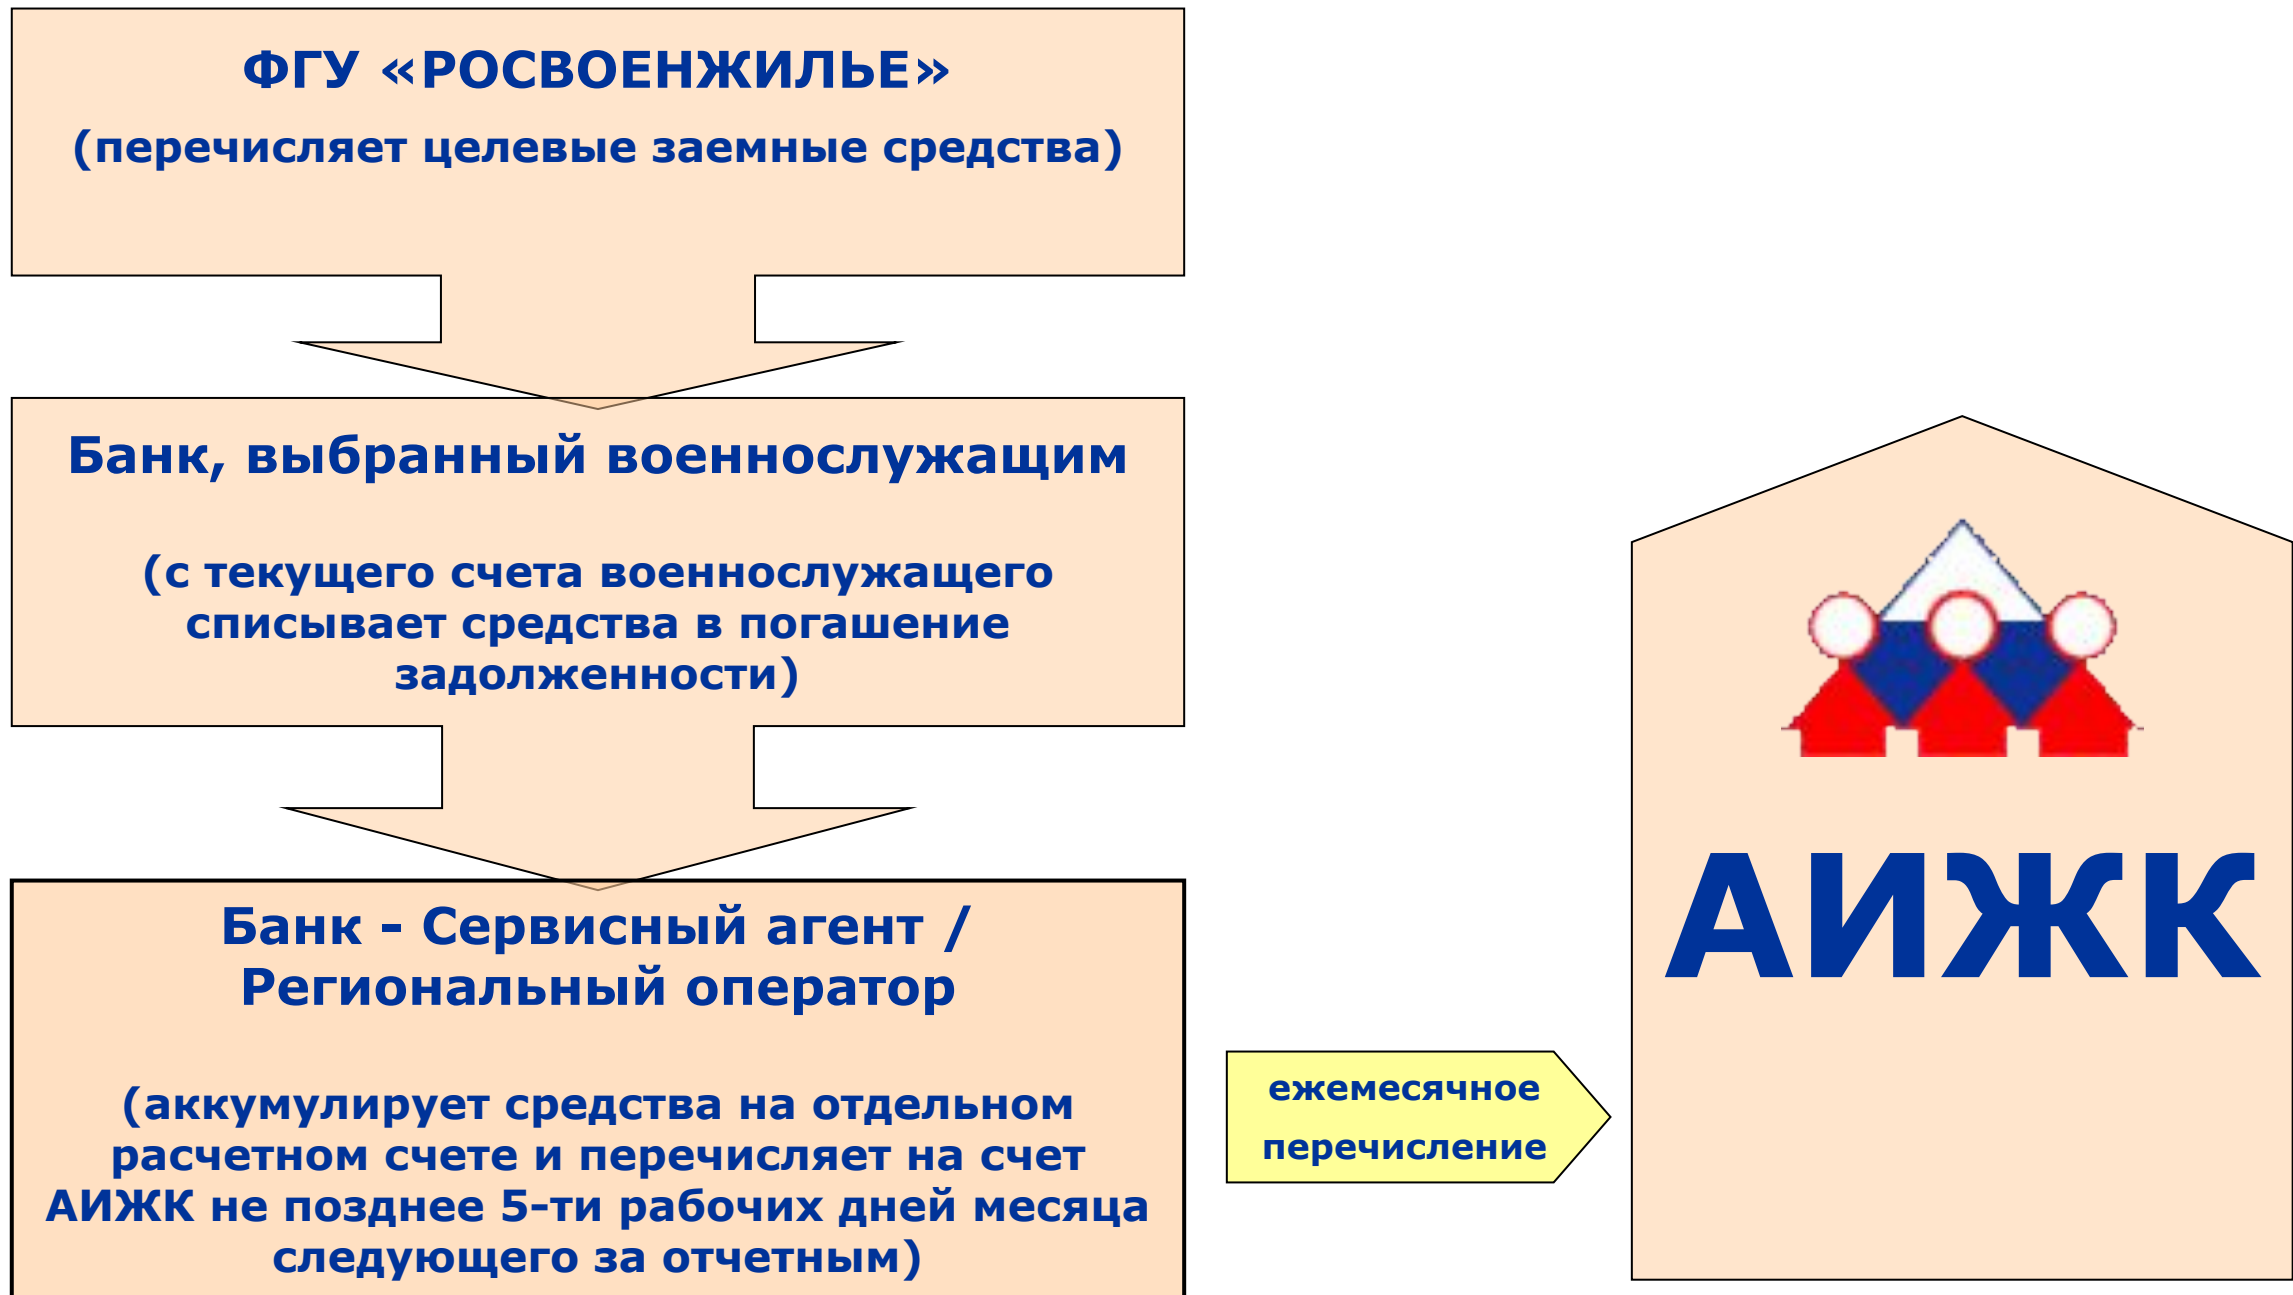 ФГУ «РОСВОЕНЖИЛЬЕ»
(перечисляет целевые заемные средства)
Банк, выбранный военнослужащим
(с текущего счета военнослужащего
списывает средства в погашение
задолженности)
Банк - Сервисный агент /
Региональный оператор
(аккумулирует средства на отдельном
расчетном счете и перечисляет на счет
АИЖК не позднее 5-ти рабочих дней месяца
следующего за отчетным)
ежемесячное
перечисление
АИЖК